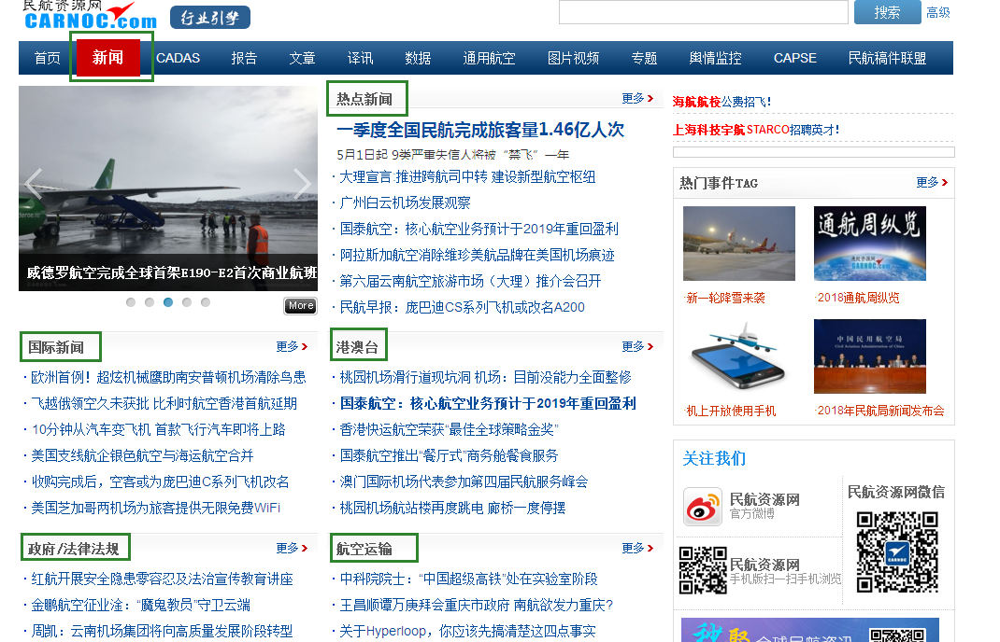 民航资源网
CARNOC.com
行业引擎
搜索
高级
首页 新闻 CADAS 报告 文章 译讯 数据 通用航空 图片视频 专题 舆情监控 CAPSE 民航稿件联盟
威德罗航空完成全球首架E190-E2首次商业航班
More
热点新闻
更多
一季度全国民航完成旅客量1.46亿人次
5月1日起 9类严重失信人将被“禁飞”一年
·大理宣言:推进跨航司中转 建设新型航空枢纽
·广州白云机场发展观察
·国泰航空：核心航空业务预计于2019年重回盈利
·阿拉斯加航空消除维珍美航品牌在美国机场痕迹
·第六届云南航空旅游市场（大理）推介会召开
·民航早报：庞巴迪CS系列飞机或改名A200
国际新闻
更多
·欧洲首例！超炫机械鹰助南安普顿机场清除鸟患
·飞越俄领空久未获批 比利时航空香港首航延期
·10分钟从汽车变飞机 首款飞行汽车即将上路
·美国支线航企银色航空与海运航空合并
·收购完成后，空客或为庞巴迪C系列飞机改名
·美国芝加哥两机场为旅客提供无限免费WiFi
港澳台
更多
·桃园机场滑行道现坑洞 机场：目前没能力全面整修
·国泰航空：核心航空业务预计于2019年重回盈利
·香港快运航空荣获“最佳全球策略金奖”
·国泰航空推出“餐厅式”商务舱餐食服务
·澳门国际机场代表参加第四届民航服务峰会
·桃园机场航站楼再度跳电 廊桥一度停摆
政府/法律法规
更多
·红航开展安全隐患零容忍及法治宣传教育讲座
·金鹏航空征业淦：“魔鬼教员”守卫云端
·周凯：云南机场集团将向高质量发展阶段转型
航空运输
更多
·中科院院士：“中国超级高铁”处在实验室阶段
·王昌顺谭万庚拜会重庆市政府 南航欲发力重庆?
·关于Hyperloop，你应该先搞清楚这四点事实
海航航校公费招飞！
上海科技宇航STARCO招聘英才！
热门事件TAG
更多
通航周纵览
·新一轮降雪来袭
·2018通航周纵览
中国民用航空局
Civil Aviation Administration of China
·机上开放使用手机
·2018年民航局新闻发布会
关注我们
民航资源网
官方微博
民航资源网
手机版扫一扫手机浏览
民航资源网微信
CARNOC
秒取 全球民航资讯